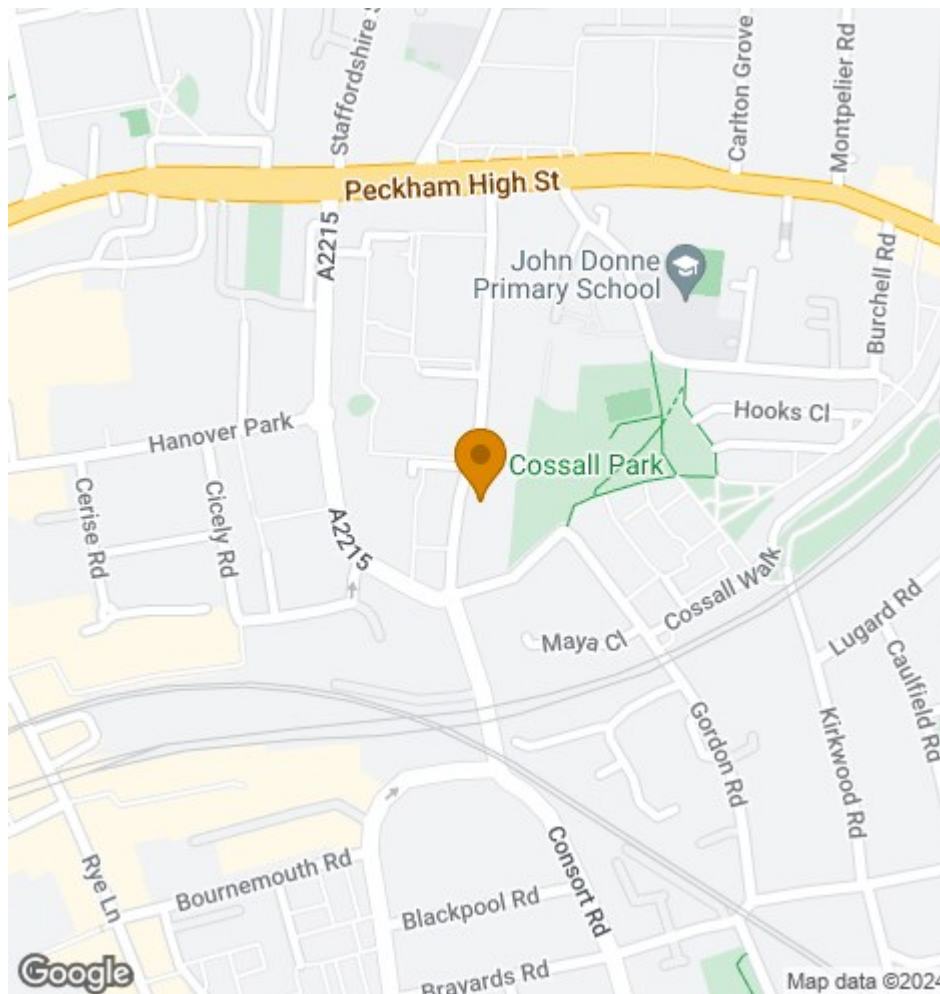 Staffordshire S
Carlton Grove
Montpelier Rd
Peckham High St
A2215
John Donne
Primary School
Burchell Rd
Hooks Cl
Hanover Park
Cossall Park
Cerise Rd
Cicely Rd
A2215
Cossall Walk
Maya Cl
Lugard Rd
Caulfield Rd
Gordon Rd
Kirkwood Rd
Rye Ln
Bournemouth Rd
Consort Rd
Blackpool Rd
Brayards Rd
Google
Map data ©2024